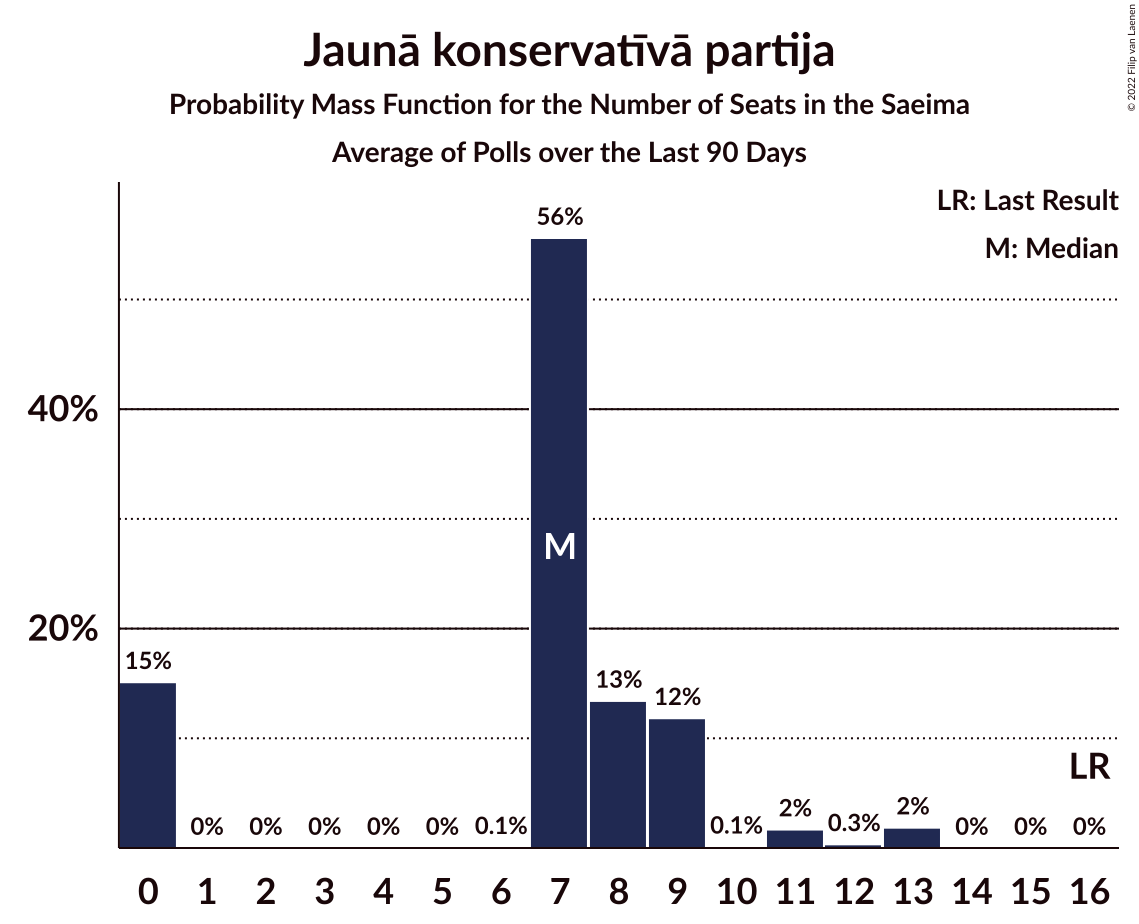 Jaunā konservatīvā partija
Probability Mass Function for the Number of Seats in the Saeima
Average of Polls over the Last 90 Days
© 2022 Filip van Laenen
LR: Last Result
M: Median
56%
40%
M
20%
15%
13%
12%
LR
0% 0% 0% 0% 0% 0.1% 0.1% 2% 0.3% 2% 0% 0% 0%
0 1 2 3 4 5 6 7 8 9 10 11 12 13 14 15 16